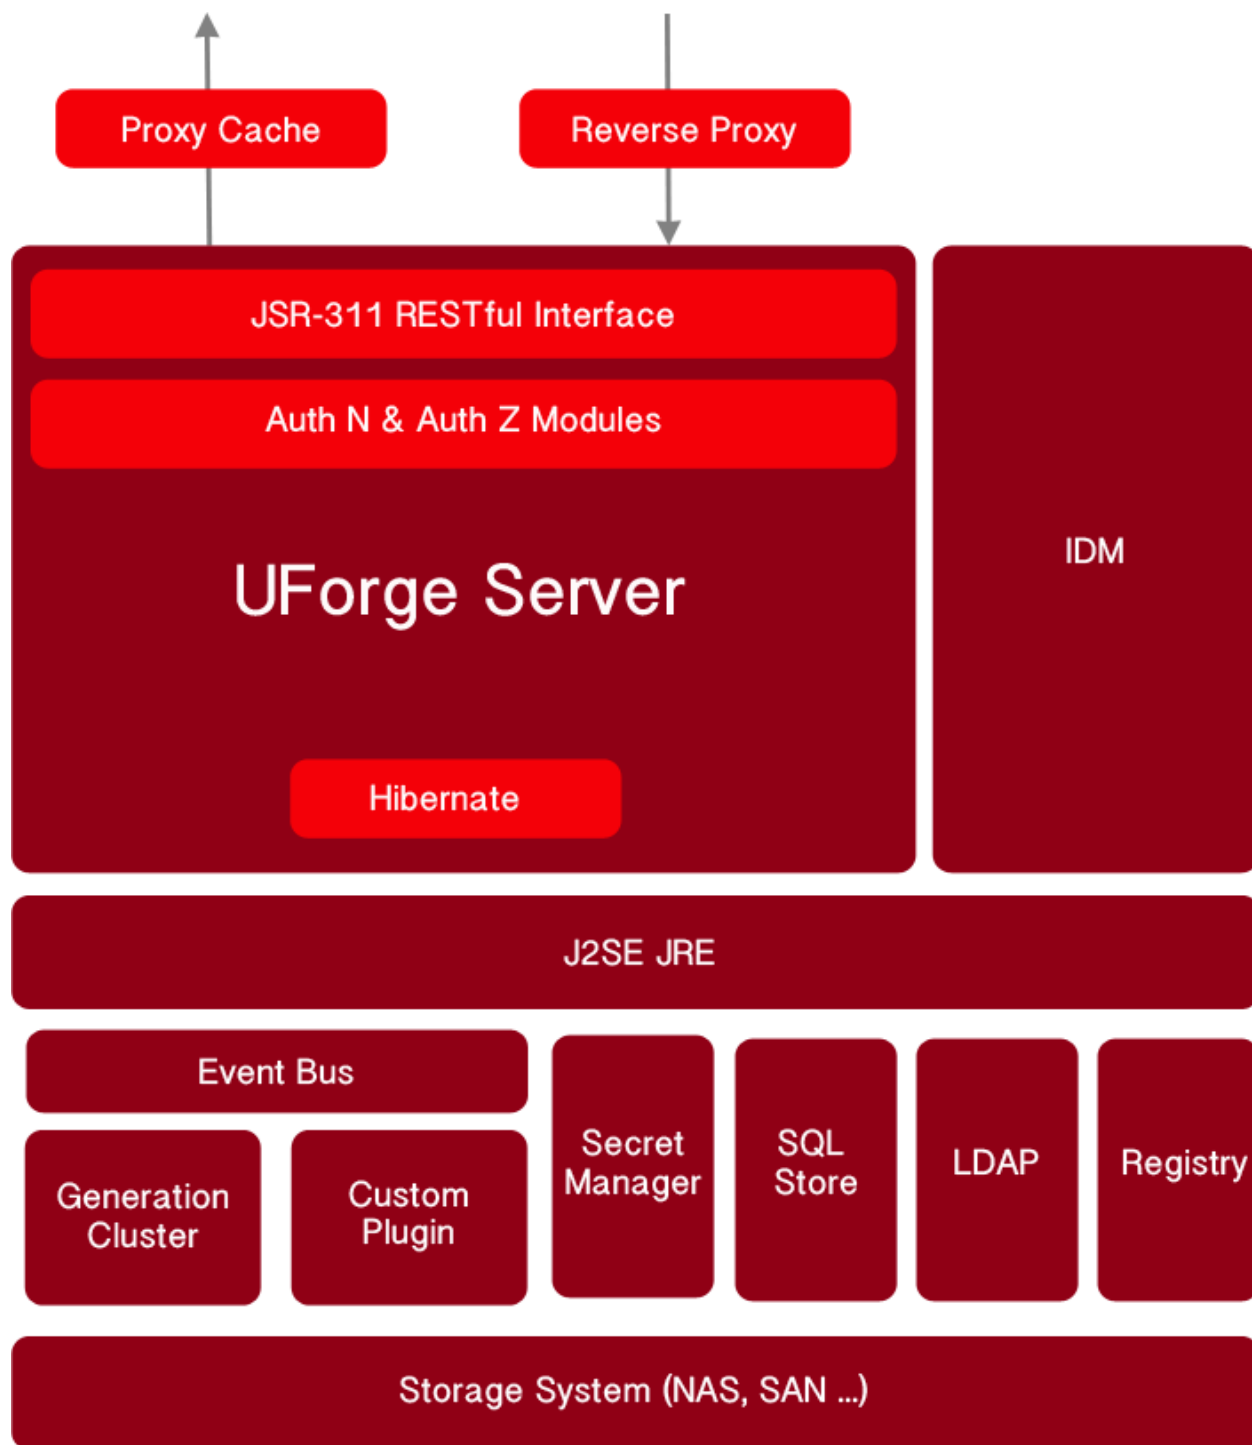 Proxy Cache
Reverse Proxy
JSR-311 RESTful Interface
Auth N & Auth Z Modules
UForge Server
IDM
Hibernate
J2SE JRE
Event Bus
Generation
Cluster
Custom
Plugin
Secret
Manager
SQL
Store
LDAP
Registry
Storage System (NAS, SAN ...)